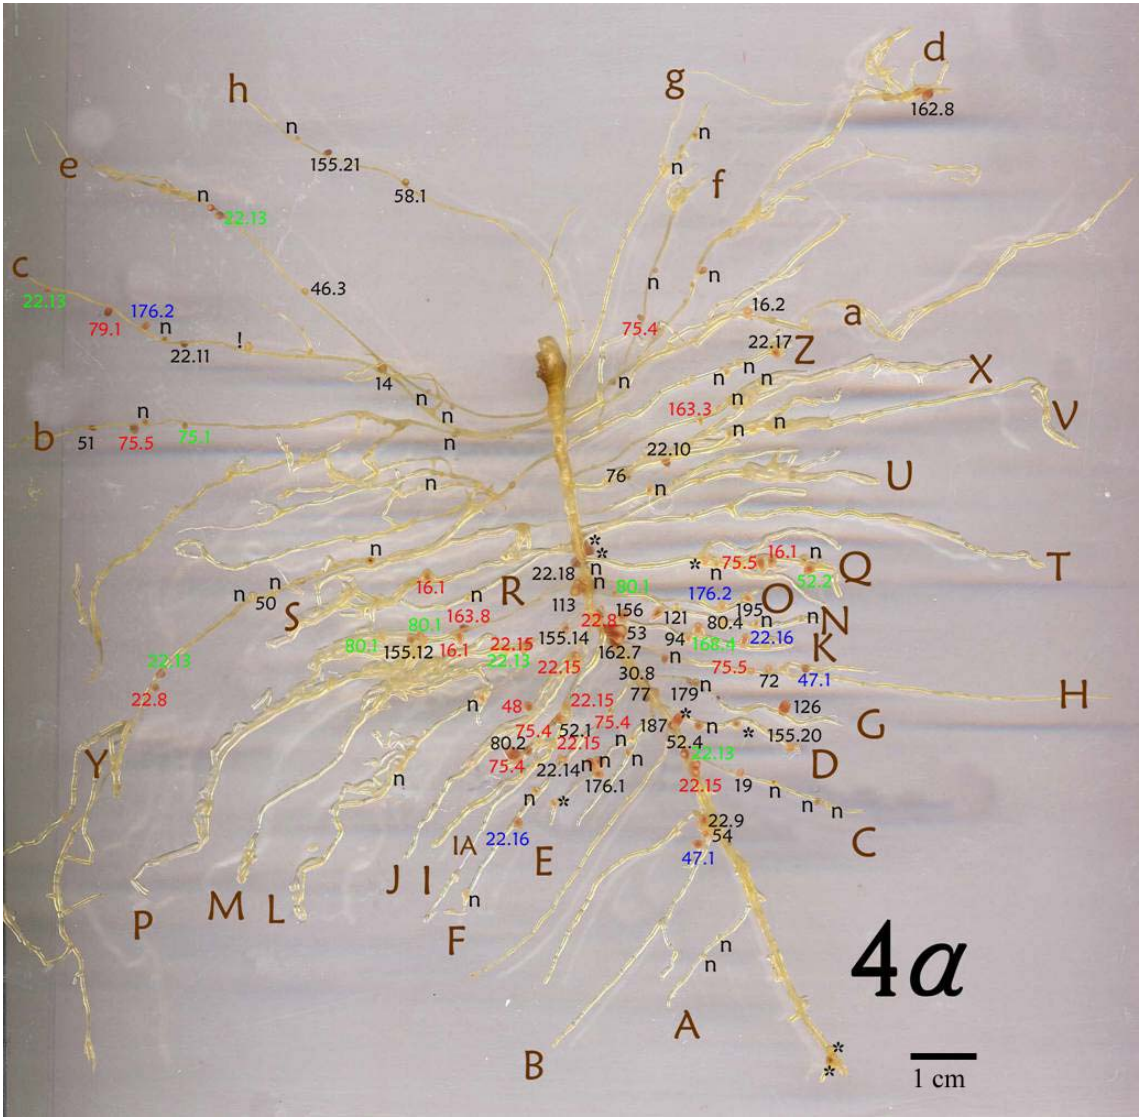 d
h
g
162.8
n
n
155.21
n
e
n
f
58.1
22.13
c
n
n
22.13
46.3
16.2
176.2
a
79.1
n
!
75.4
22.11
22.17
Z
14
n
n
n
X
n
n
n
163.3
n
n
V
b
51
75.5
75.1
n
n
n
22.10
76
U
n
n
*
*
n
*
75.5
16.1
n
T
22.18
n
n
52.2
Q
16.1
n
50
n
n
R
80.1
176.2
O
S
113
156
121
195
n
N
163.8
22.8
53
80.4
n
80.1
80.1
155.12
16.1
22.15
155.14
162.7
94
168.4
22.16
K
22.13
22.13
22.15
30.8
n
75.5
72
47.1
22.8
77
179
n
H
n
48
22.15
126
G
75.4
75.4
187
*
n
*
155.20
80.2
52.1
22.15
n
52.4
22.13
D
Y
75.4
22.14
n
n
n
n
176.1
22.15
19
n
n
*
n
n
C
22.16
22.9
54
IA
E
47.1
J
I
P
M
L
n
F
n
n
4a
A
B
*
*
1 cm